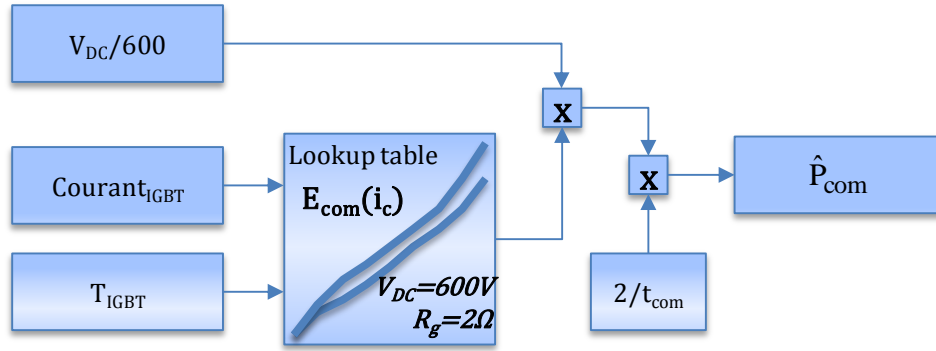 V_DC/600
x
Lookup table
Courant_IGBT
E_com(i_c)
x
P̂_com
T_IGBT
V_DC=600V
R_g=2Ω
2/t_com